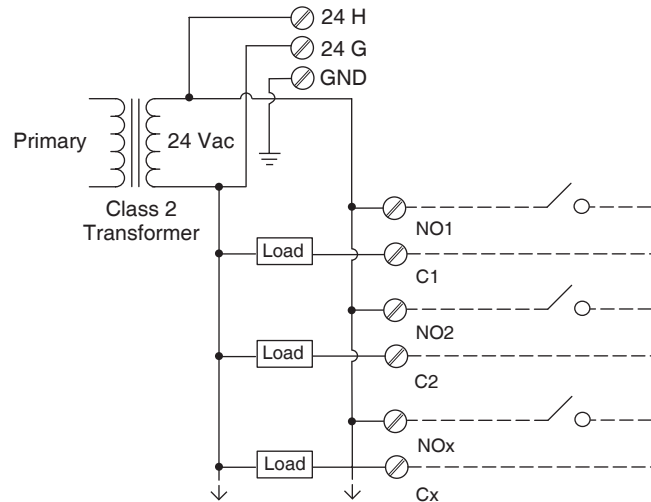 24 H
24 G
GND
Primary
24 Vac
Class 2
Transformer
NO1
Load
C1
NO2
Load
C2
NOx
Load
Cx